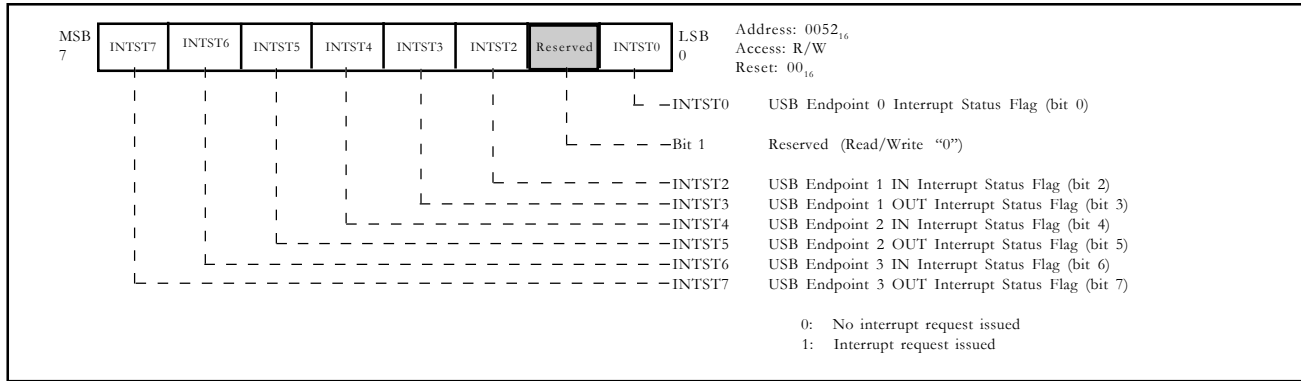 MSB
7
INTST7 INTST6 INTST5 INTST4 INTST3 INTST2 Reserved INTST0
LSB
0
Address: 0052₁₆
Access: R/W
Reset: 00₁₆
INTST0 USB Endpoint 0 Interrupt Status Flag (bit 0)
Bit 1 Reserved (Read/Write “0”)
INTST2 USB Endpoint 1 IN Interrupt Status Flag (bit 2)
INTST3 USB Endpoint 1 OUT Interrupt Status Flag (bit 3)
INTST4 USB Endpoint 2 IN Interrupt Status Flag (bit 4)
INTST5 USB Endpoint 2 OUT Interrupt Status Flag (bit 5)
INTST6 USB Endpoint 3 IN Interrupt Status Flag (bit 6)
INTST7 USB Endpoint 3 OUT Interrupt Status Flag (bit 7)
0: No interrupt request issued
1: Interrupt request issued